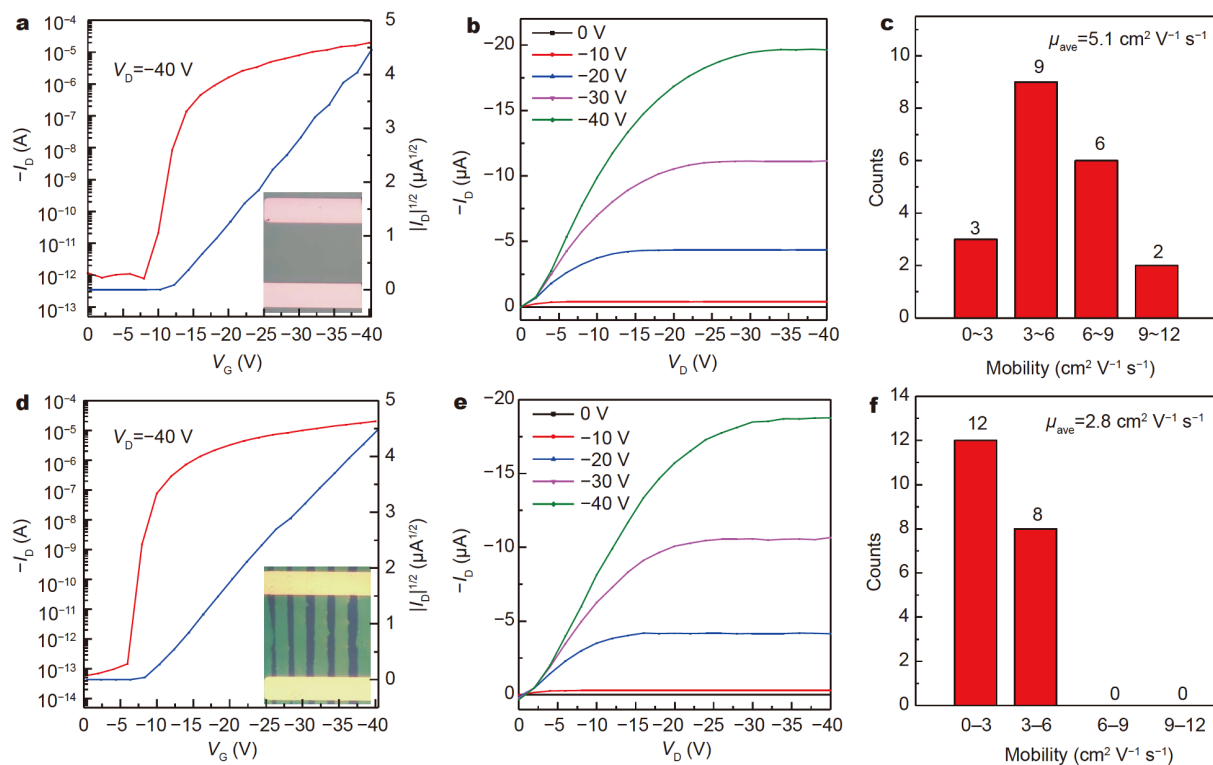 a
10⁻⁴
10⁻⁵
10⁻⁶
10⁻⁷
10⁻⁸
10⁻⁹
10⁻¹⁰
10⁻¹¹
10⁻¹²
10⁻¹³
−I_D (A)
V_D=−40 V
5
4
3
2
1
0
|I_D|^1/2 (µA^1/2)
0 −5 −10 −15 −20 −25 −30 −35 −40
V_G (V)
b
−20
−15
−10
−5
0
−I_D (µA)
0 V
−10 V
−20 V
−30 V
−40 V
0 −5 −10 −15 −20 −25 −30 −35 −40
V_D (V)
c
µ_ave=5.1 cm² V⁻¹ s⁻¹
10
8
6
4
2
0
Counts
3 9 6 2
0~3 3~6 6~9 9~12
Mobility (cm² V⁻¹ s⁻¹)
d
10⁻⁴
10⁻⁵
10⁻⁶
10⁻⁷
10⁻⁸
10⁻⁹
10⁻¹⁰
10⁻¹¹
10⁻¹²
10⁻¹³
10⁻¹⁴
−I_D (A)
V_D=−40 V
5
4
3
2
1
0
|I_D|^1/2 (µA^1/2)
0 −5 −10 −15 −20 −25 −30 −35 −40
V_G (V)
e
−20
−15
−10
−5
0
−I_D (µA)
0 V
−10 V
−20 V
−30 V
−40 V
0 −5 −10 −15 −20 −25 −30 −35 −40
V_D (V)
f
µ_ave=2.8 cm² V⁻¹ s⁻¹
14
12
10
8
6
4
2
0
Counts
12 8 0 0
0–3 3–6 6–9 9–12
Mobility (cm² V⁻¹ s⁻¹)